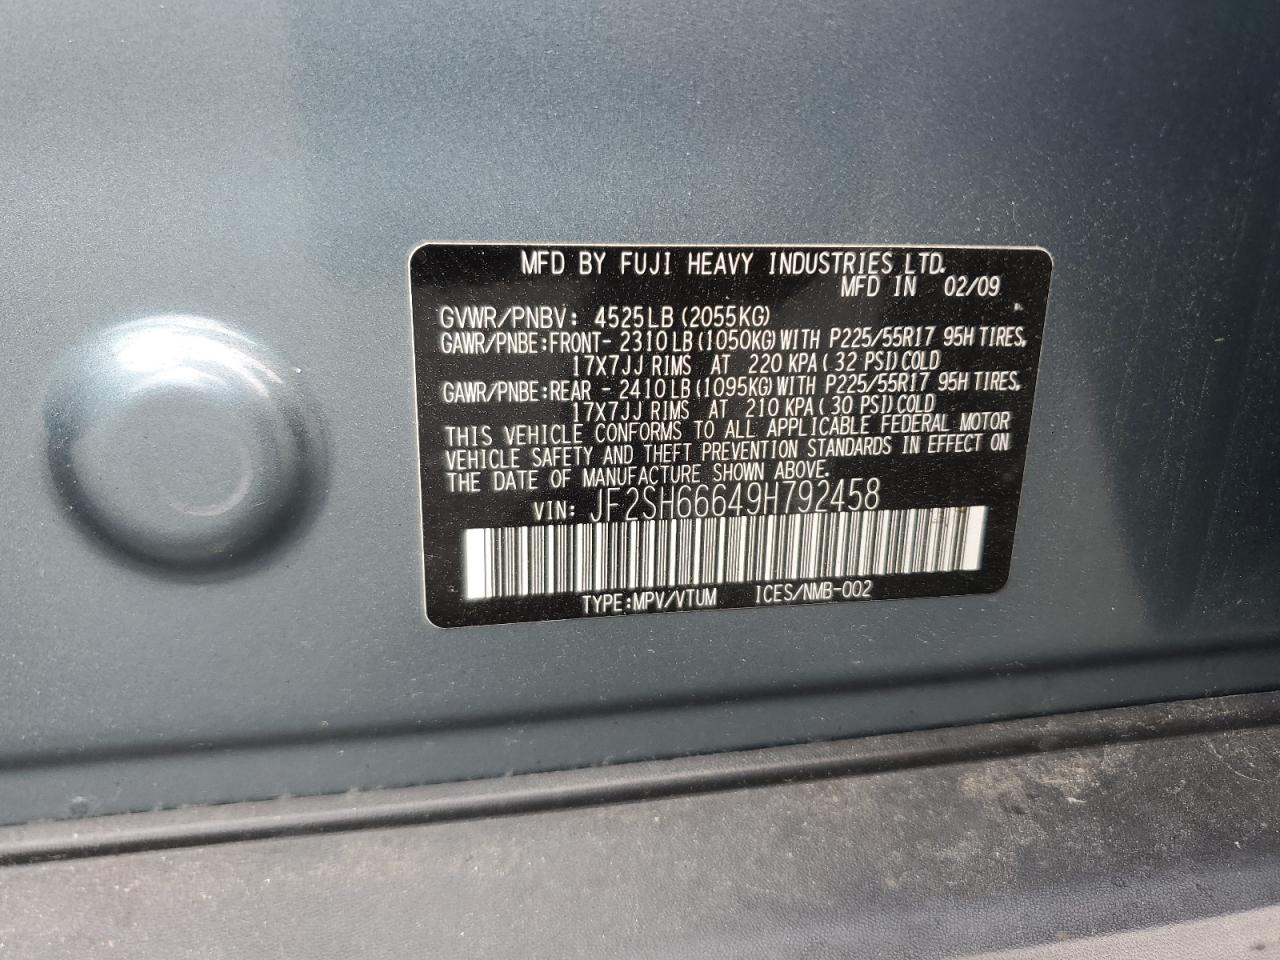 MFD BY FUJI HEAVY INDUSTRIES LTD.
MFD IN 02/09
GVWR/PNBV: 4525LB (2055KG)
GAWR/PNBE:FRONT- 2310LB (1050KG) WITH P225/55R17 95H TIRES,
17X7JJ RIMS AT 220 KPA ( 32 PSI) COLD
GAWR/PNBE:REAR - 2410LB (1095KG) WITH P225/55R17 95H TIRES,
17X7JJ RIMS AT 210 KPA ( 30 PSI) COLD
THIS VEHICLE CONFORMS TO ALL APPLICABLE FEDERAL MOTOR
VEHICLE SAFETY AND THEFT PREVENTION STANDARDS IN EFFECT ON
THE DATE OF MANUFACTURE SHOWN ABOVE.
VIN: JF2SH66649H792458
TYPE:MPV/VTUM ICES/NMB-002